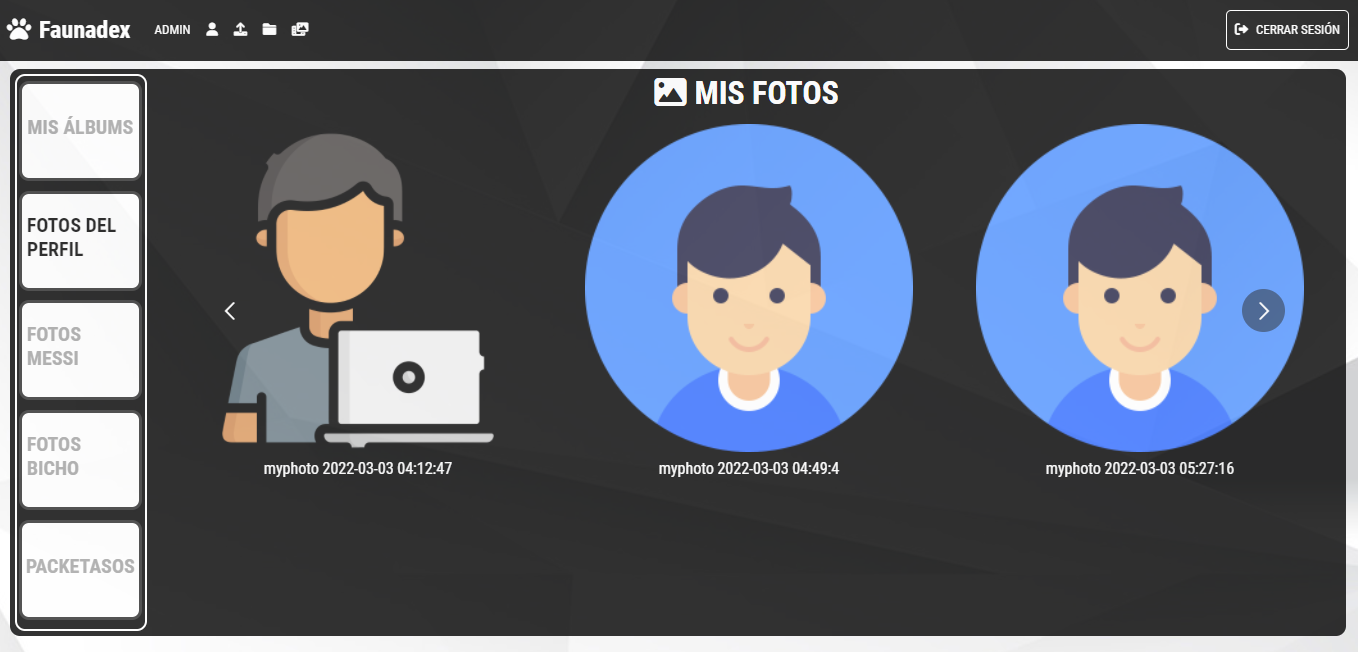 Faunadex
ADMIN
CERRAR SESIÓN
MIS ÁLBUMS
FOTOS DEL
PERFIL
FOTOS
MESSI
FOTOS
BICHO
PACKETASOS
MIS FOTOS
myphoto 2022-03-03 04:12:47
myphoto 2022-03-03 04:49:4
myphoto 2022-03-03 05:27:16